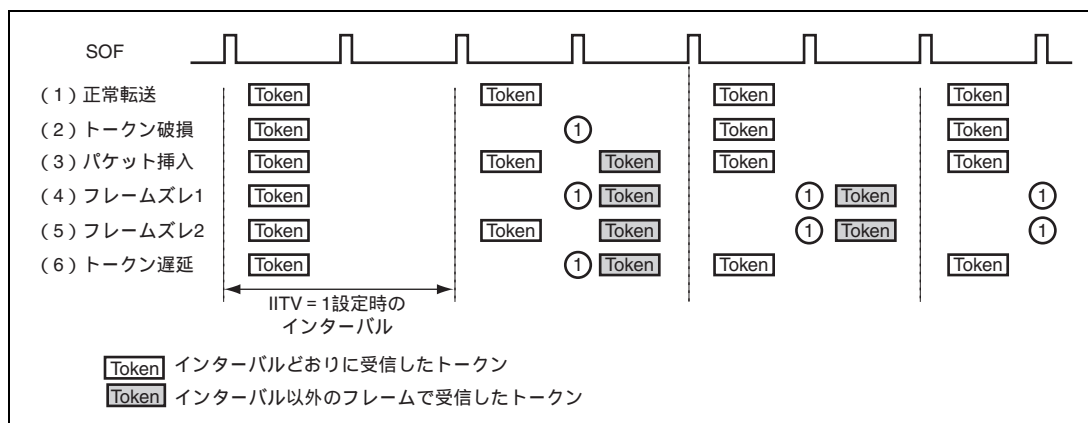 SOF
(1)正常転送 Token Token Token Token
(2)トークン破損 Token 1 Token Token
(3)パケット挿入 Token Token Token Token Token
(4)フレームズレ1 Token 1 Token 1 Token 1
(5)フレームズレ2 Token Token Token 1 Token 1
(6)トークン遅延 Token 1 Token Token Token
IITV = 1設定時の
インターバル
Token インターバルどおりに受信したトークン
Token インターバル以外のフレームで受信したトークン